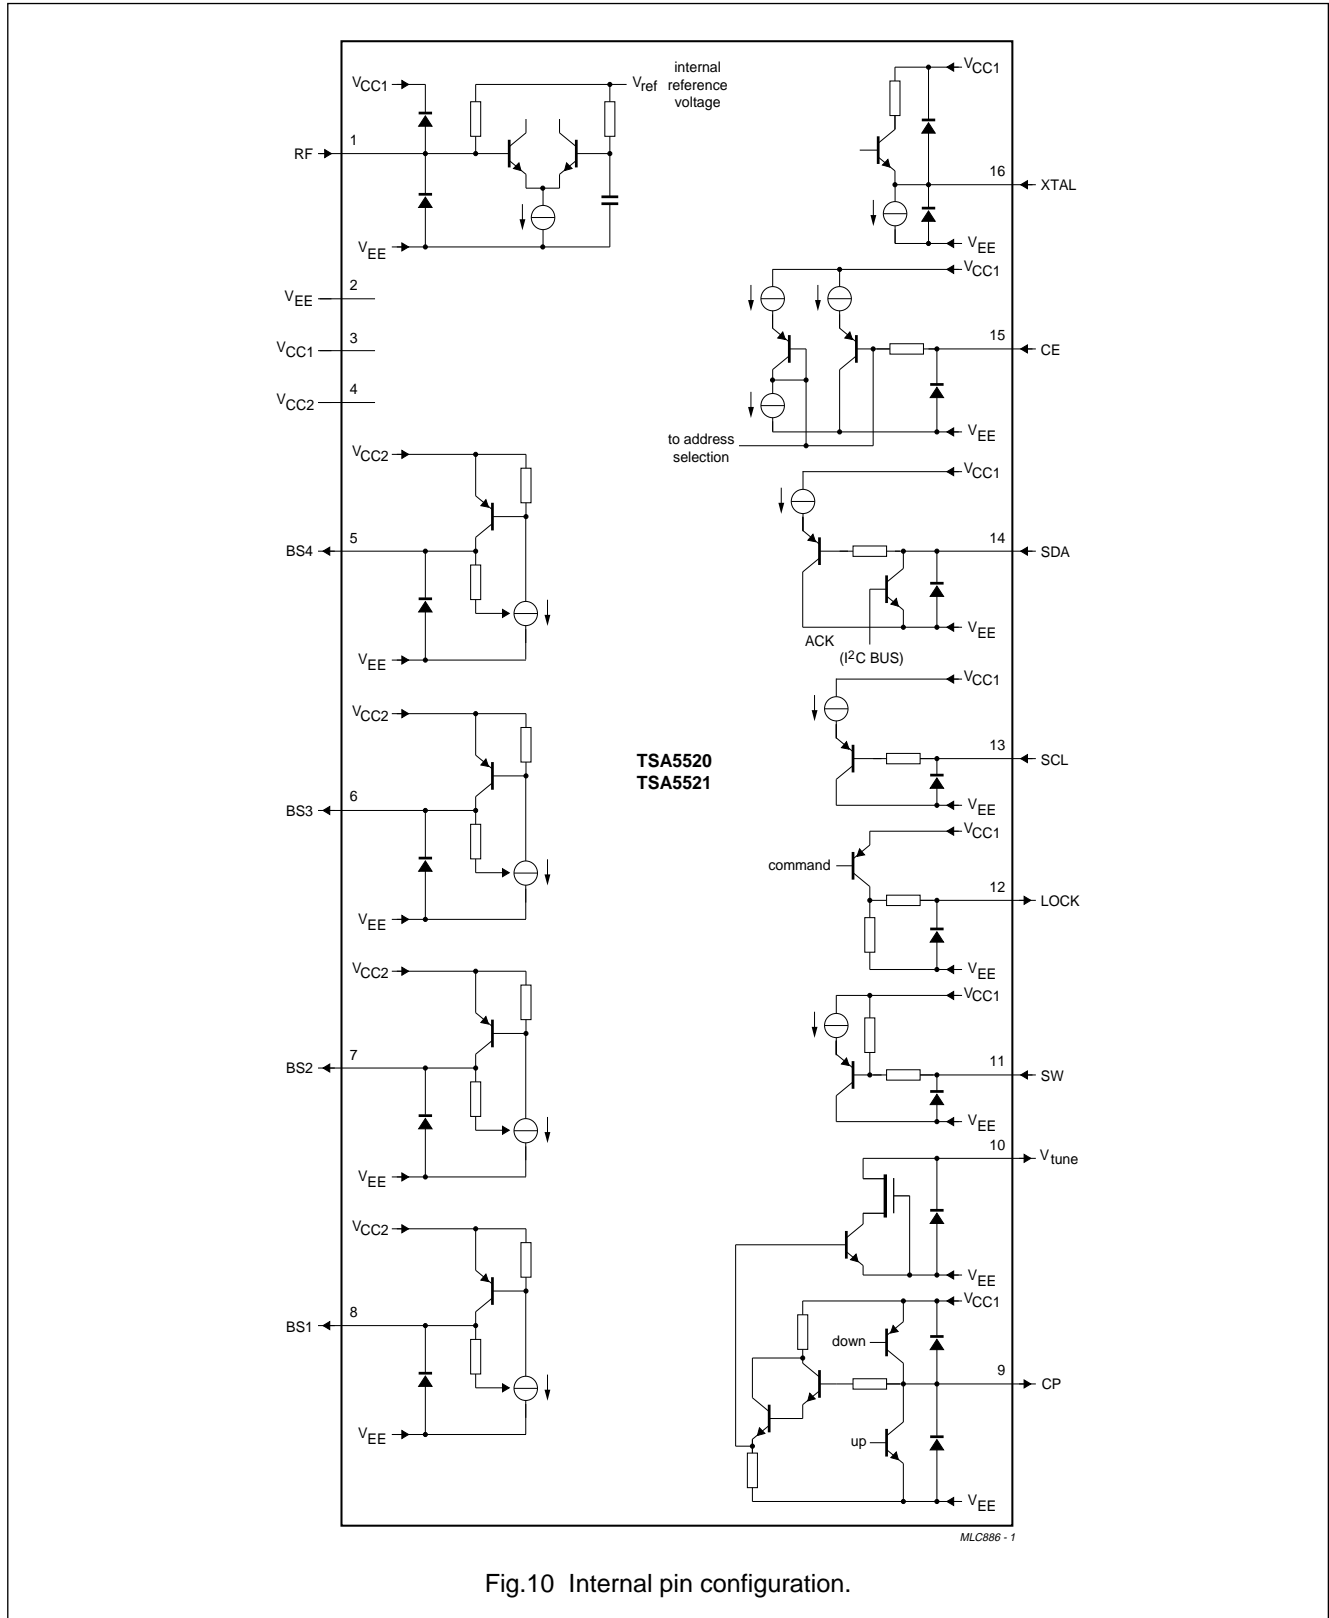 VCC1
internal
Vref reference
voltage
1
RF
VEE
2
VEE
3
VCC1
4
VCC2
VCC2
5
BS4
VEE
VCC2
6
BS3
VEE
VCC2
7
BS2
VEE
VCC2
8
BS1
VEE
TSA5520
TSA5521
VCC1
16
XTAL
VEE
VCC1
15
CE
VEE
to address
selection
VCC1
14
SDA
VEE
ACK
(I²C BUS)
VCC1
13
SCL
VEE
VCC1
command
12
LOCK
VEE
VCC1
11
SW
VEE
10
Vtune
VEE
VCC1
down
9
CP
up
VEE
MLC886 - 1
Fig.10 Internal pin configuration.